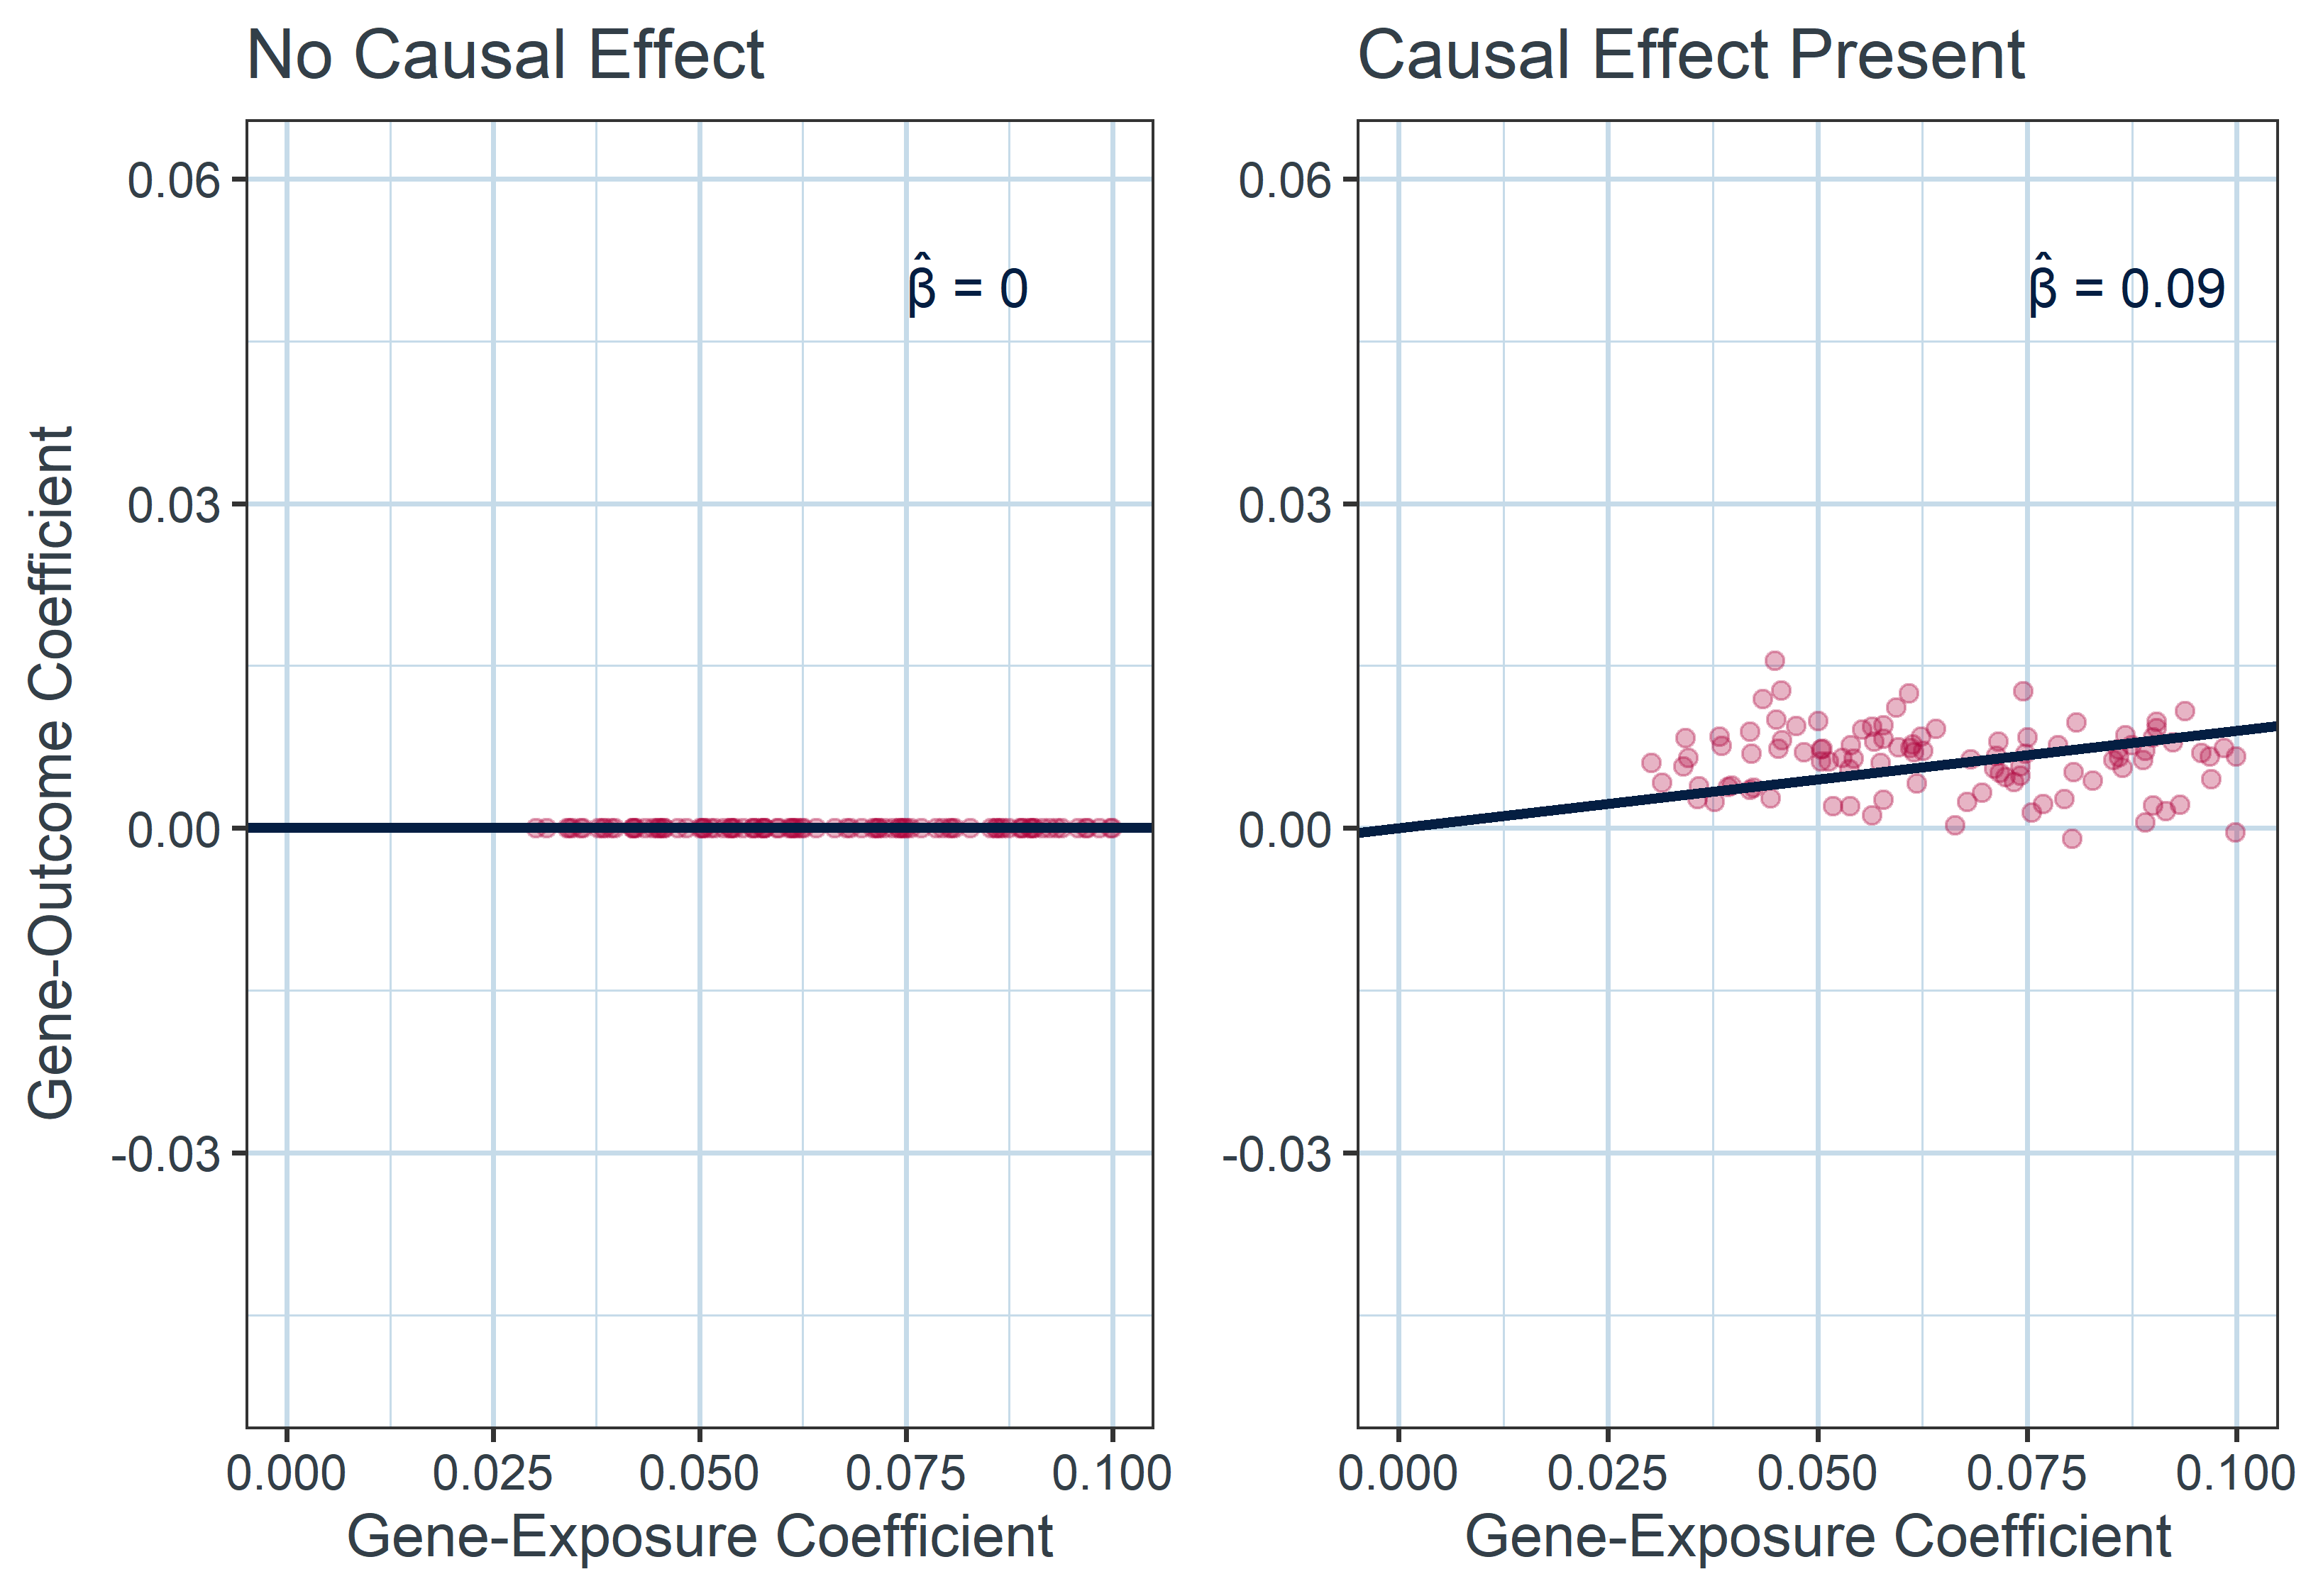 No Causal Effect
Causal Effect Present
Gene-Outcome Coefficient
0.06
0.03
0.00
-0.03
β̂ = 0
0.000 0.025 0.050 0.075 0.100
Gene-Exposure Coefficient
0.06
0.03
0.00
-0.03
β̂ = 0.09
0.000 0.025 0.050 0.075 0.100
Gene-Exposure Coefficient